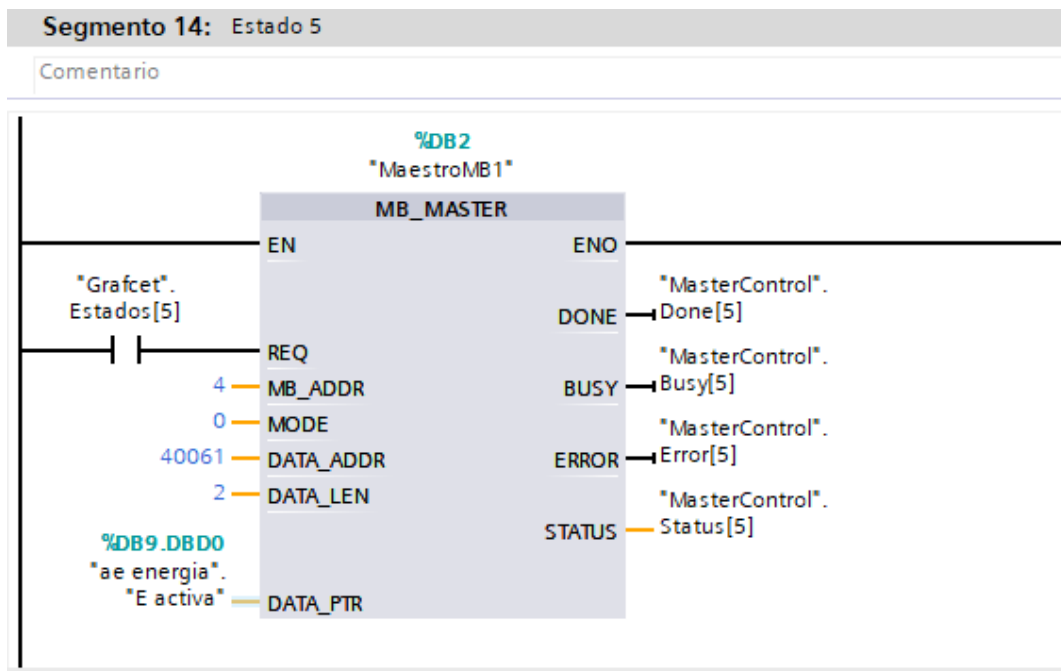 Segmento 14: Estado 5
Comentario
%DB2
"MaestroMB1"
MB_MASTER
EN ENO
"Grafcet".
Estados[5]
REQ
"MasterControl".
Done[5]
DONE
4 MB_ADDR
"MasterControl".
Busy[5]
BUSY
0 MODE
40061 DATA_ADDR
"MasterControl".
Error[5]
ERROR
2 DATA_LEN
"MasterControl".
Status[5]
STATUS
%DB9.DBD0
"ae energia".
"E activa" DATA_PTR